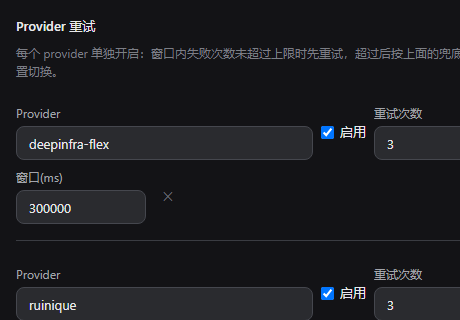 Provider 重试
每个 provider 单独开启：窗口内失败次数未超过上限时先重试，超过后按上面的兜底
置切换。
Provider
重试次数
deepinfra-flex
启用
3
窗口(ms)
300000
Provider
重试次数
ruinique
启用
3